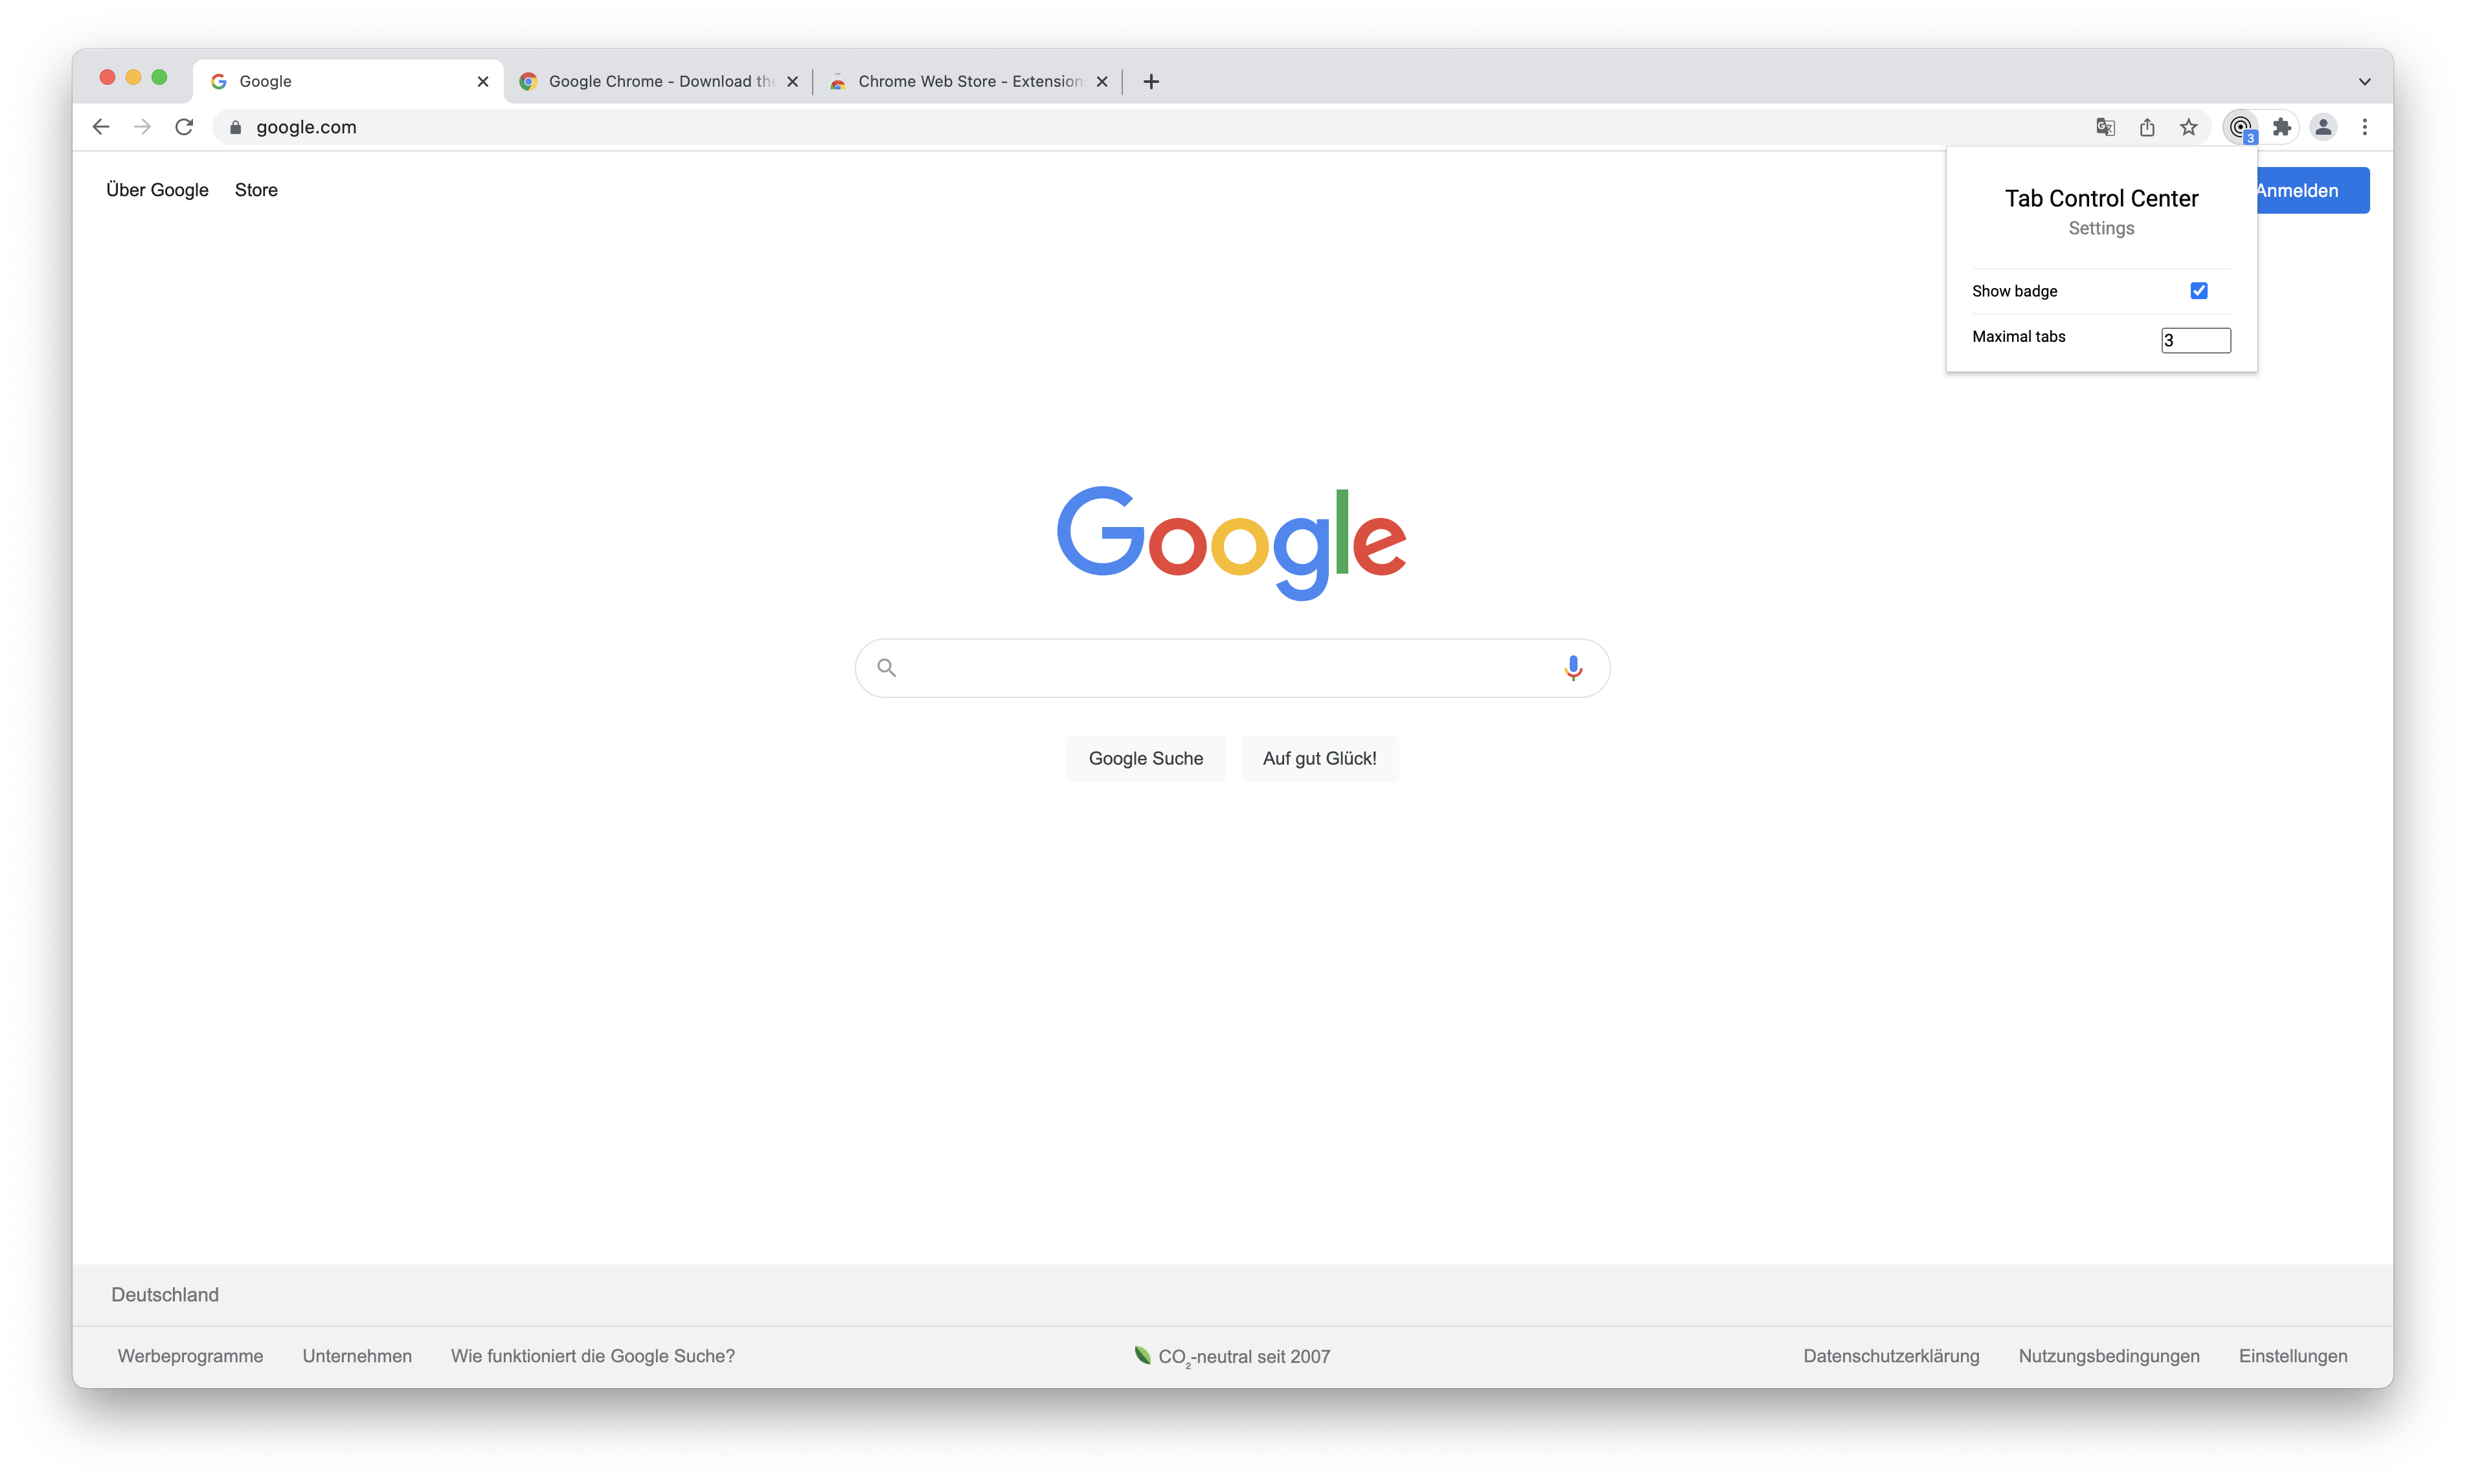 Google
Google Chrome - Download the
Chrome Web Store - Extension
google.com
3
Über Google
Store
Anmelden
Tab Control Center
Settings
Show badge
Maximal tabs
3
Google
Google Suche
Auf gut Glück!
Deutschland
Werbeprogramme
Unternehmen
Wie funktioniert die Google Suche?
CO₂-neutral seit 2007
Datenschutzerklärung
Nutzungsbedingungen
Einstellungen